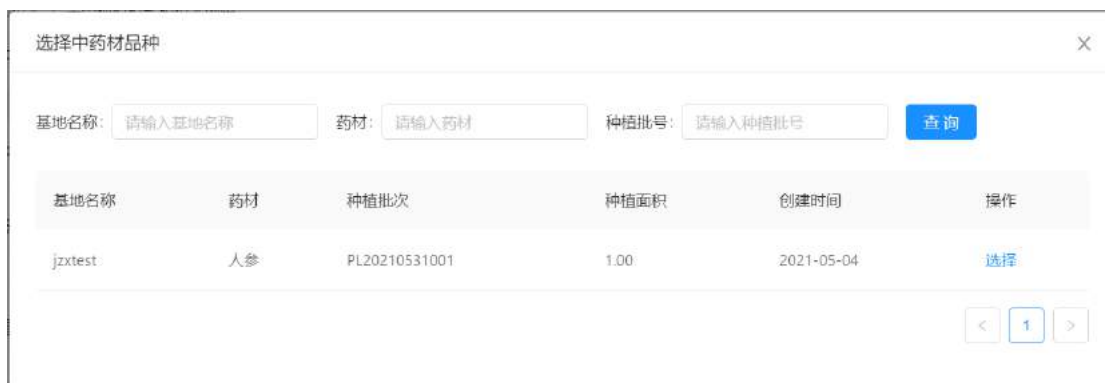 选择中药材品种
基地名称: 请输入基地名称 药材: 请输入药材 种植批号: 请输入种植批号 查询
基地名称 药材 种植批次 种植面积 创建时间 操作
jzxtest 人参 PL20210531001 1.00 2021-05-04 选择
< 1 >